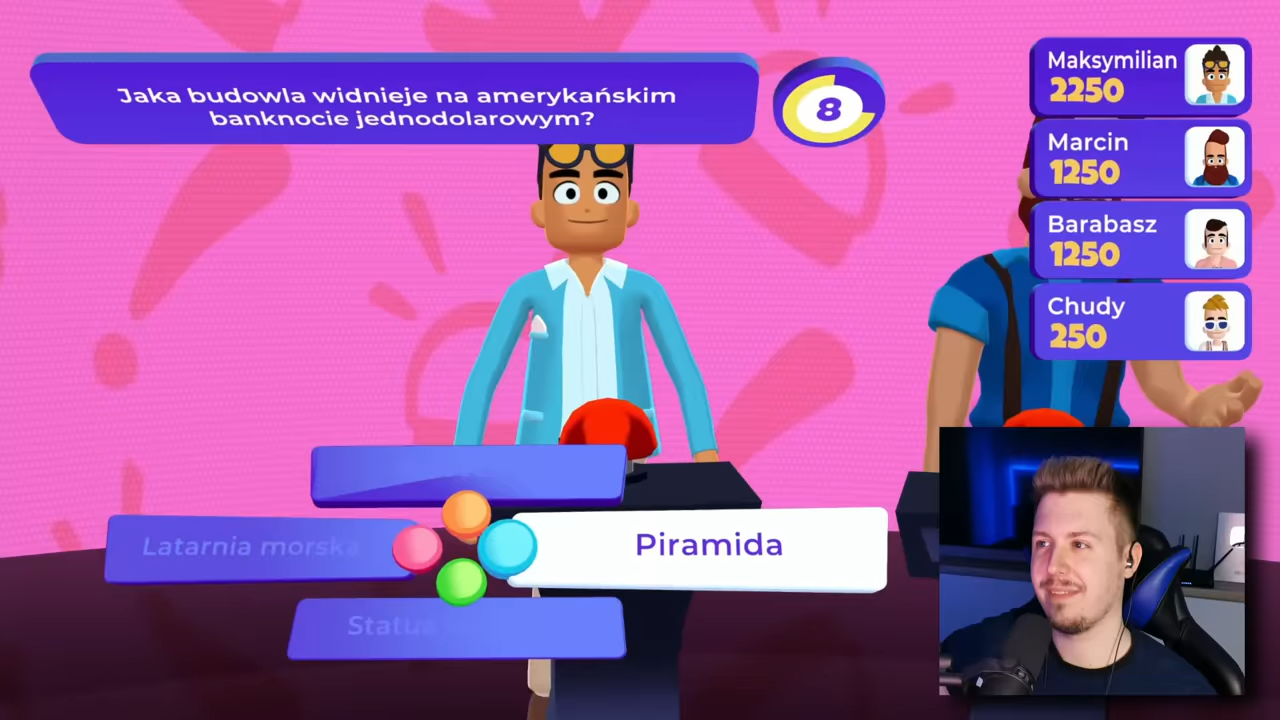 Jaka budowla widnieje na amerykańskim
banknocie jednodolarowym?
8
Maksymilian
2250
Marcin
1250
Barabasz
1250
Chudy
250
Latarnia morska
Piramida